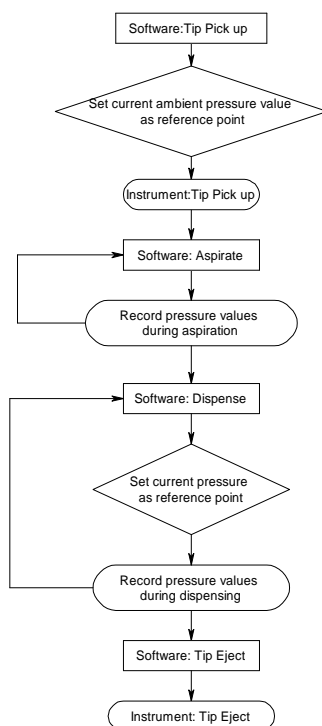 Software:Tip Pick up
Set current ambient pressure value
as reference point
Instrument:Tip Pick up
Software: Aspirate
Record pressure values
during aspiration
Software: Dispense
Set current pressure
as reference point
Record pressure values
during dispensing
Software: Tip Eject
Instrument: Tip Eject